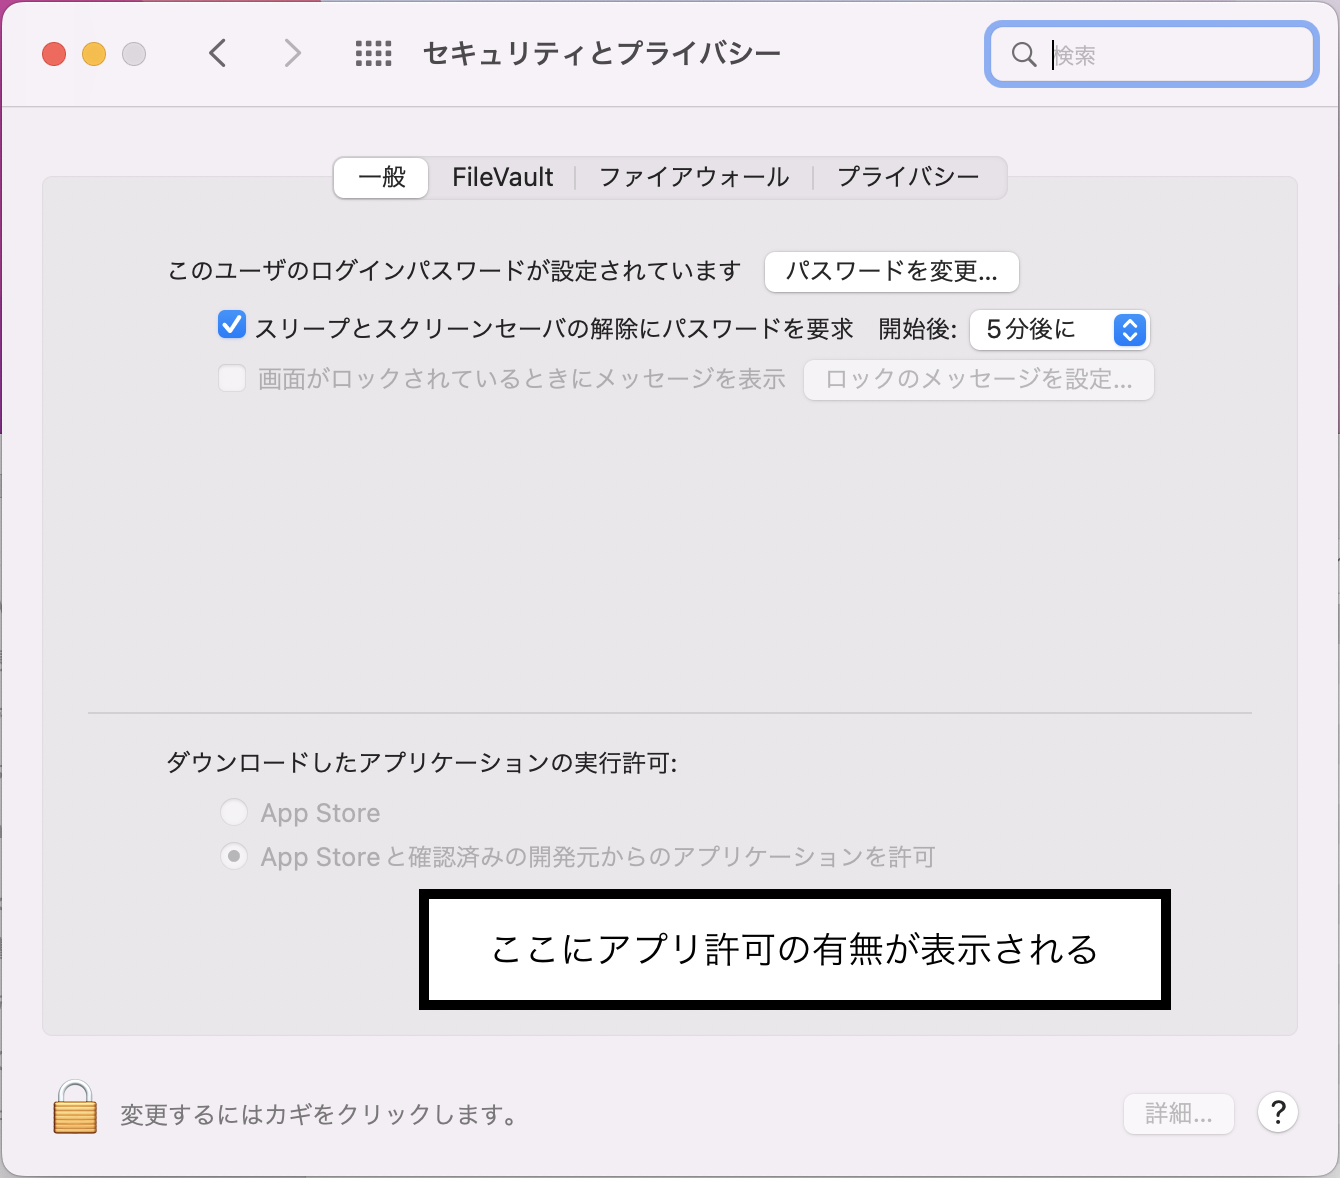 セキュリティとプライバシー
検索
一般 FileVault ファイアウォール プライバシー
このユーザのログインパスワードが設定されています パスワードを変更...
スリープとスクリーンセーバの解除にパスワードを要求 開始後: 5分後に
画面がロックされているときにメッセージを表示 ロックのメッセージを設定...
ダウンロードしたアプリケーションの実行許可:
App Store
App Storeと確認済みの開発元からのアプリケーションを許可
ここにアプリ許可の有無が表示される
変更するにはカギをクリックします。 詳細... ?